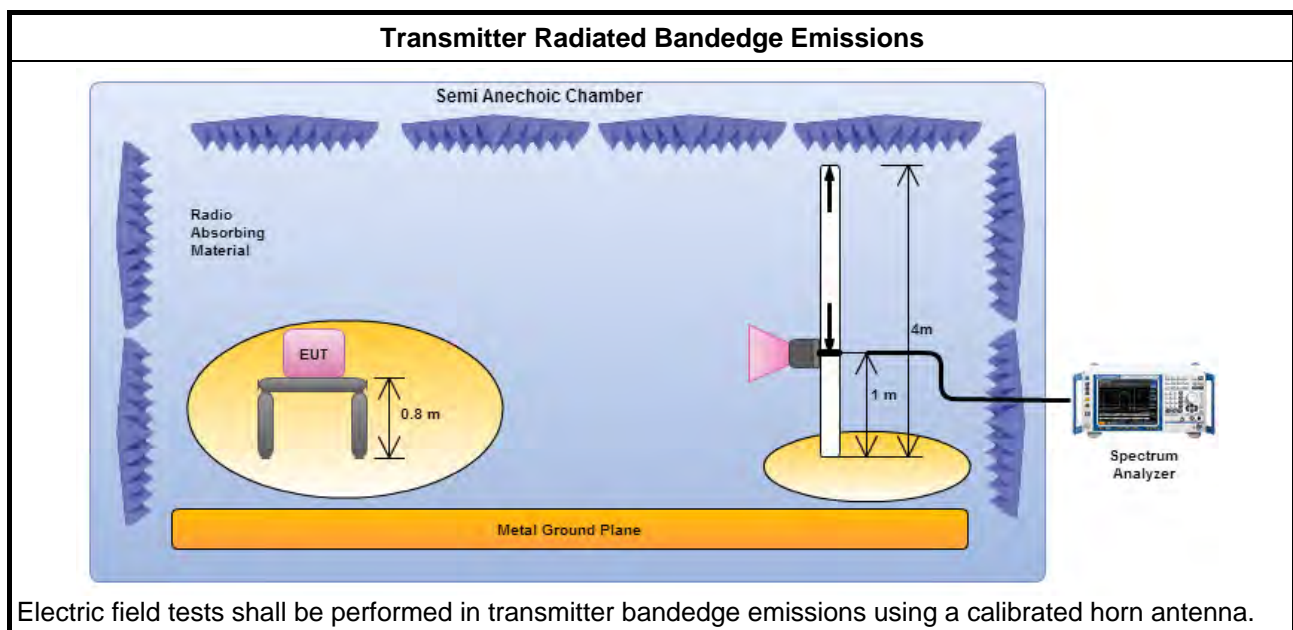 Transmitter Radiated Bandedge Emissions
Semi Anechoic Chamber
Radio
Absorbing
Material
EUT
0.8 m
4m
1 m
Spectrum
Analyzer
Metal Ground Plane
Electric field tests shall be performed in transmitter bandedge emissions using a calibrated horn antenna.